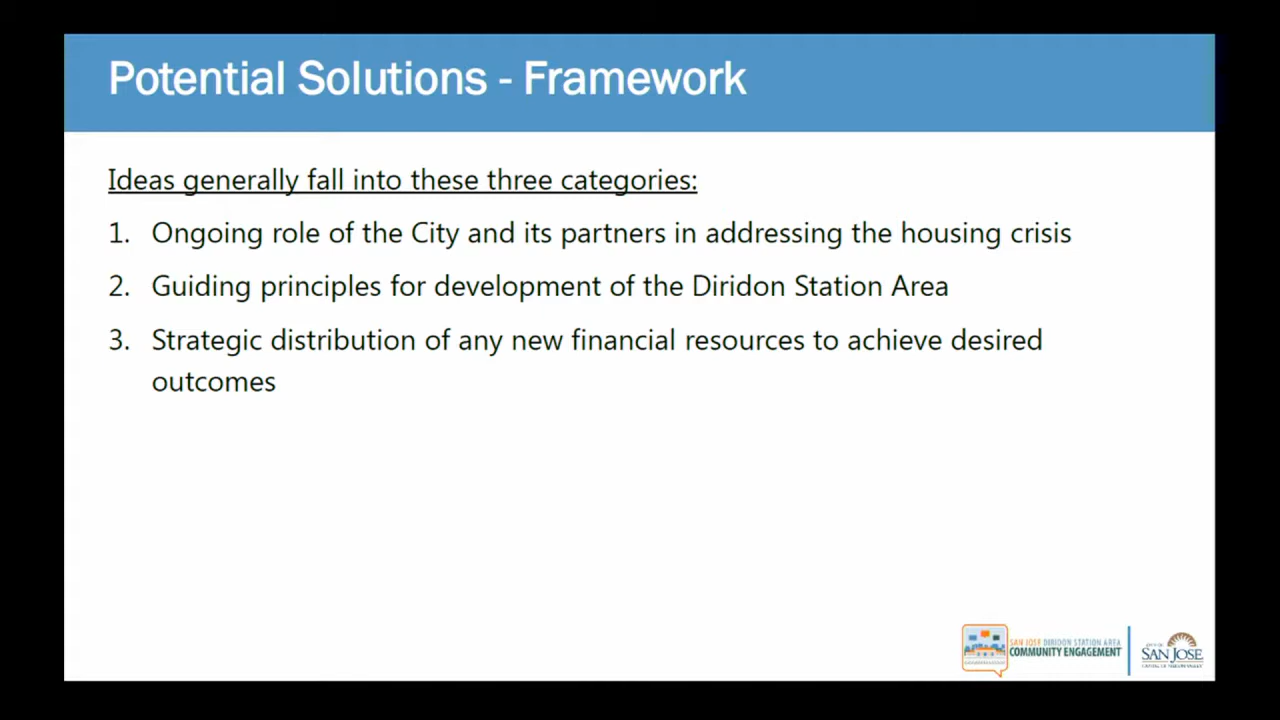 Potential Solutions - Framework
Ideas generally fall into these three categories:
1. Ongoing role of the City and its partners in addressing the housing crisis
2. Guiding principles for development of the Diridon Station Area
3. Strategic distribution of any new financial resources to achieve desired
outcomes
SAN JOSE DIRIDON STATION AREA
COMMUNITY ENGAGEMENT
CITY OF
SAN JOSE
CAPITAL OF SILICON VALLEY